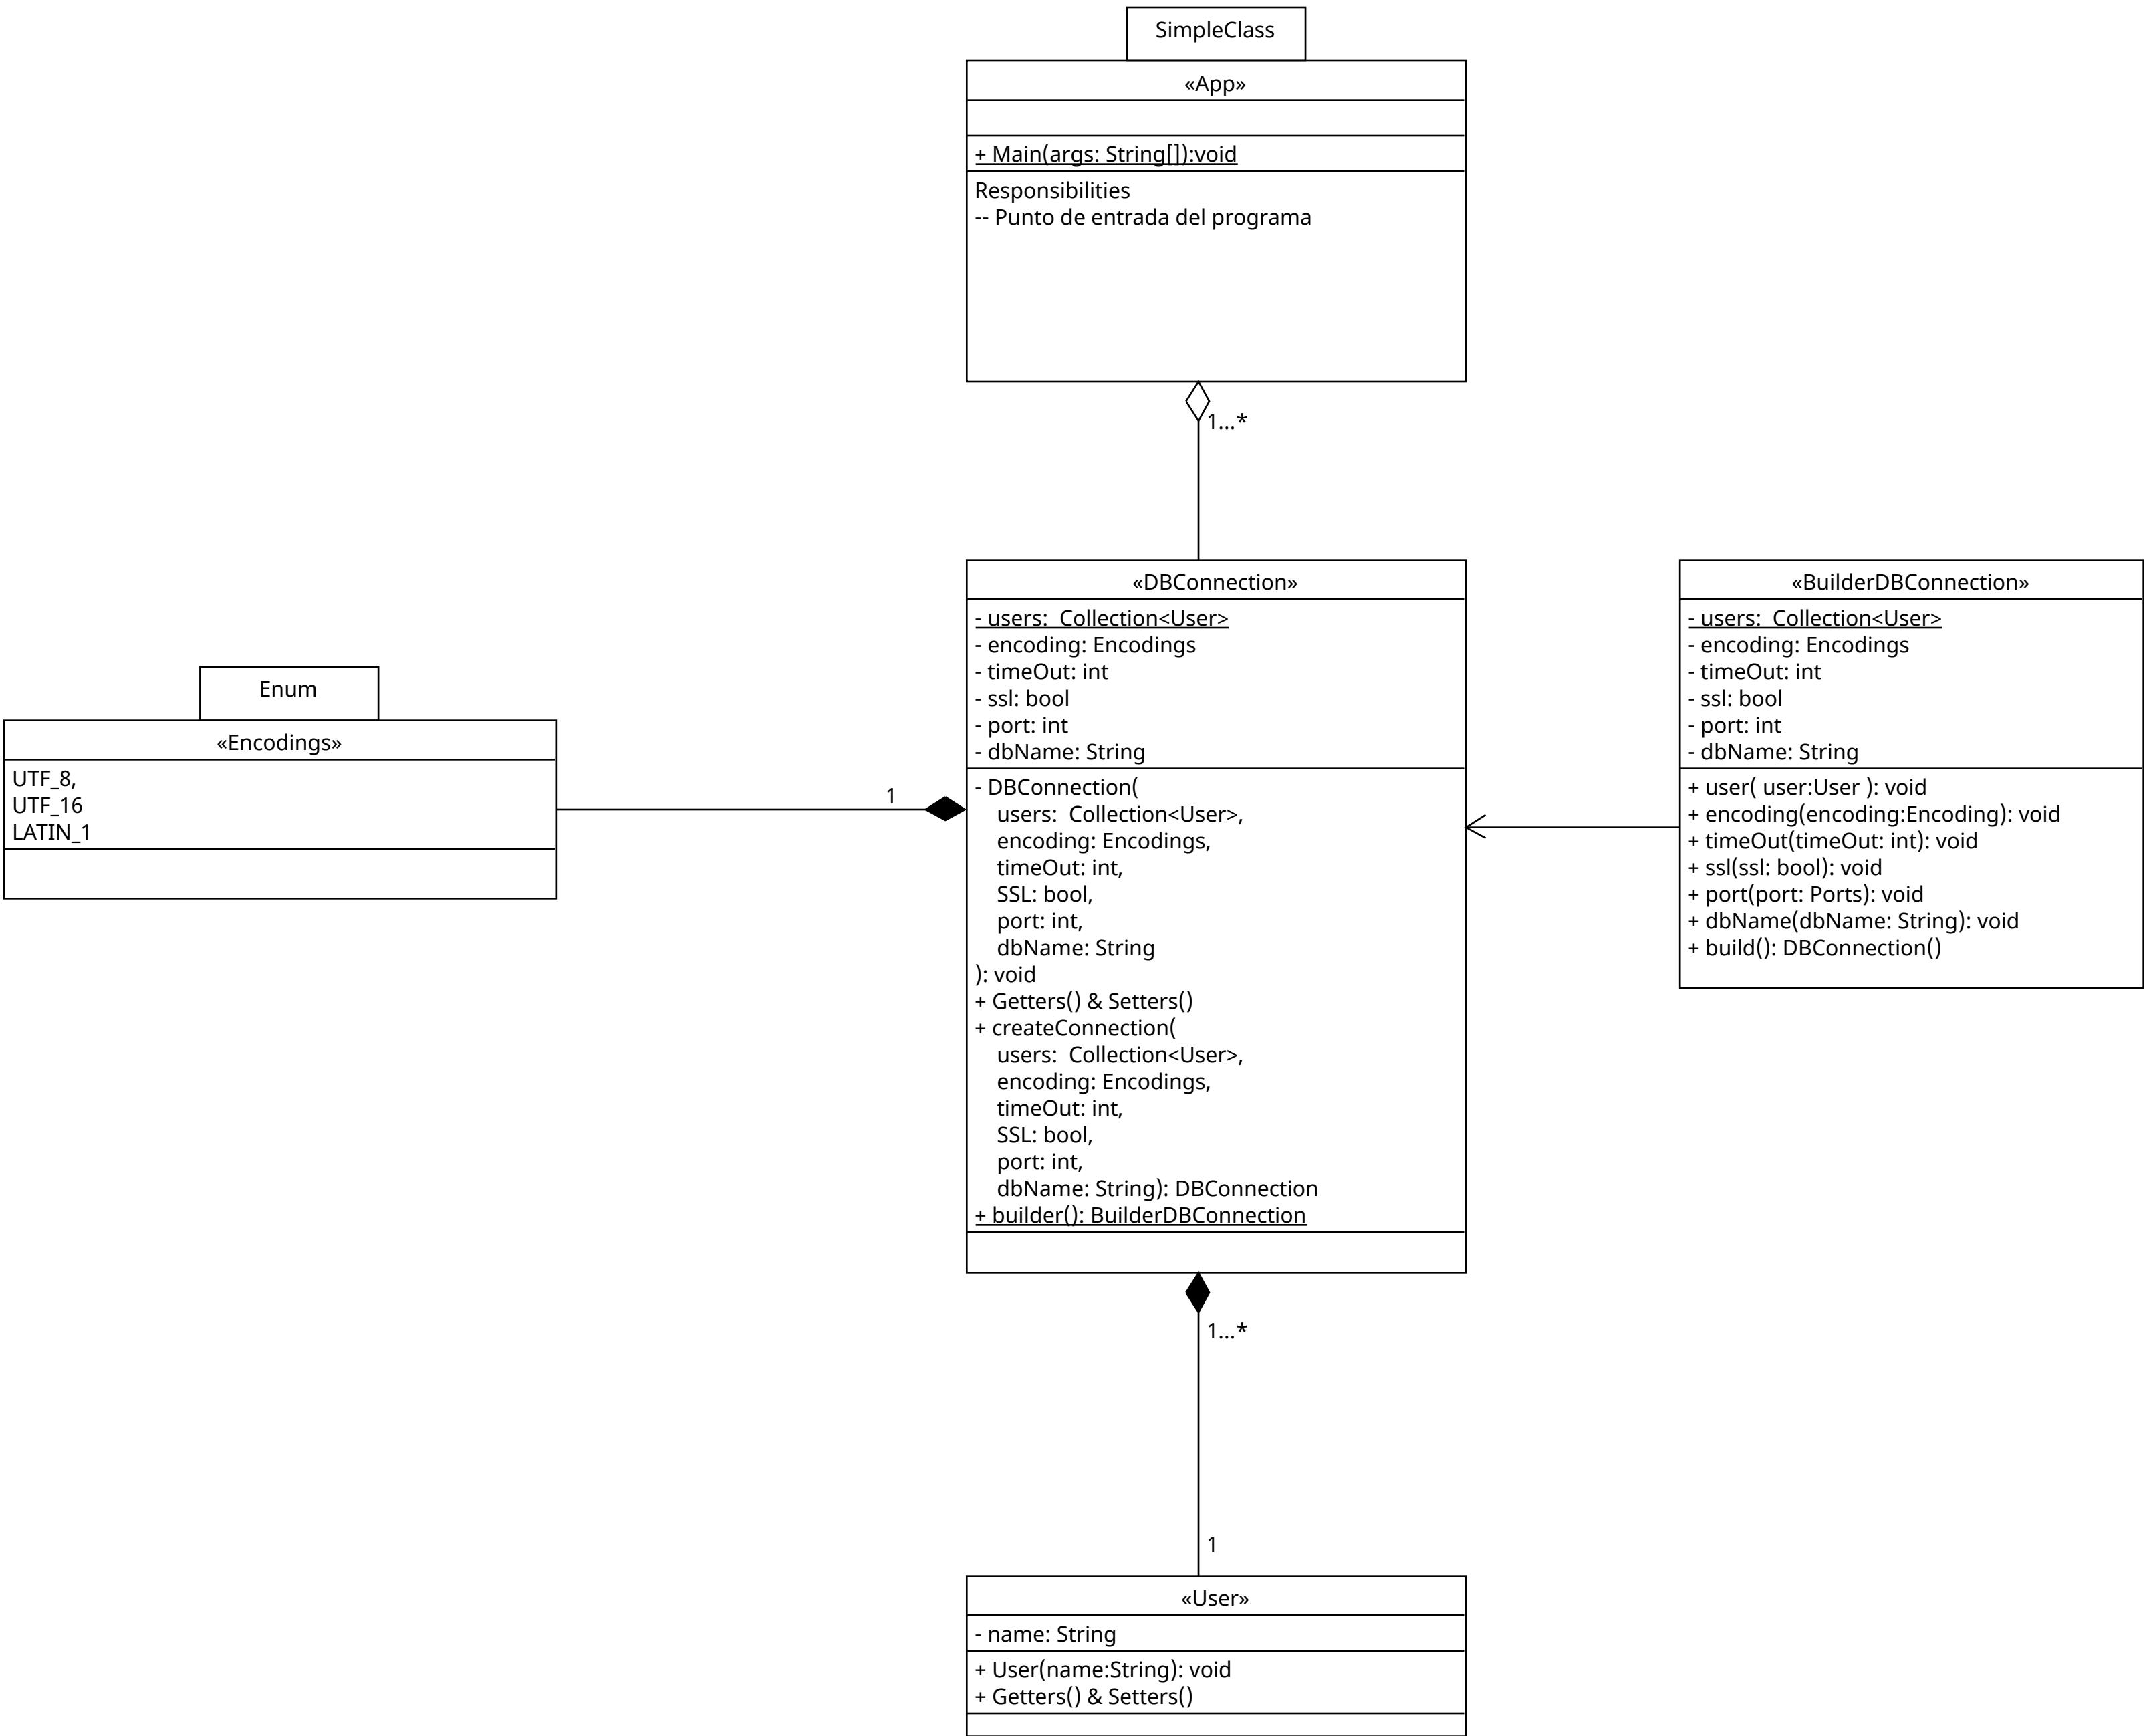 SimpleClass
«App»
+ Main(args: String[]):void
Responsibilities
-- Punto de entrada del programa
1...*
«DBConnection»
- users:  Collection<User>
- encoding: Encodings
- timeOut: int
- ssl: bool
- port: int
- dbName: String
- DBConnection(
users:  Collection<User>,
encoding: Encodings,
timeOut: int,
SSL: bool,
port: int,
dbName: String
): void
+ Getters() & Setters()
+ createConnection(
users:  Collection<User>,
encoding: Encodings,
timeOut: int,
SSL: bool,
port: int,
dbName: String): DBConnection
+ builder(): BuilderDBConnection
«BuilderDBConnection»
- users:  Collection<User>
- encoding: Encodings
- timeOut: int
- ssl: bool
- port: int
- dbName: String
+ user( user:User ): void
+ encoding(encoding:Encoding): void
+ timeOut(timeOut: int): void
+ ssl(ssl: bool): void
+ port(port: Ports): void
+ dbName(dbName: String): void
+ build(): DBConnection()
Enum
«Encodings»
UTF_8,
UTF_16
LATIN_1
1
1...*
1
«User»
- name: String
+ User(name:String): void
+ Getters() & Setters()